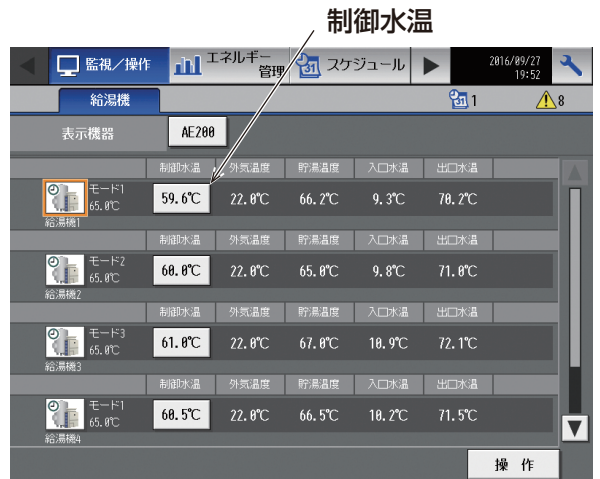 制御水温
監視／操作
エネルギー
管理
スケジュール
2016/09/27
19:52
給湯機
31 1
8
表示機器
AE200
制御水温 外気温度 貯湯温度 入口水温 出口水温
モード1
65.0℃
59.6℃ 22.0℃ 66.2℃ 9.3℃ 70.2℃
給湯機1
制御水温 外気温度 貯湯温度 入口水温 出口水温
モード2
65.0℃
60.0℃ 22.0℃ 65.0℃ 9.8℃ 71.0℃
給湯機2
制御水温 外気温度 貯湯温度 入口水温 出口水温
モード3
65.0℃
61.0℃ 22.0℃ 67.0℃ 10.9℃ 72.1℃
給湯機3
制御水温 外気温度 貯湯温度 入口水温 出口水温
モード1
65.0℃
60.5℃ 22.0℃ 66.5℃ 10.2℃ 71.5℃
給湯機4
操 作